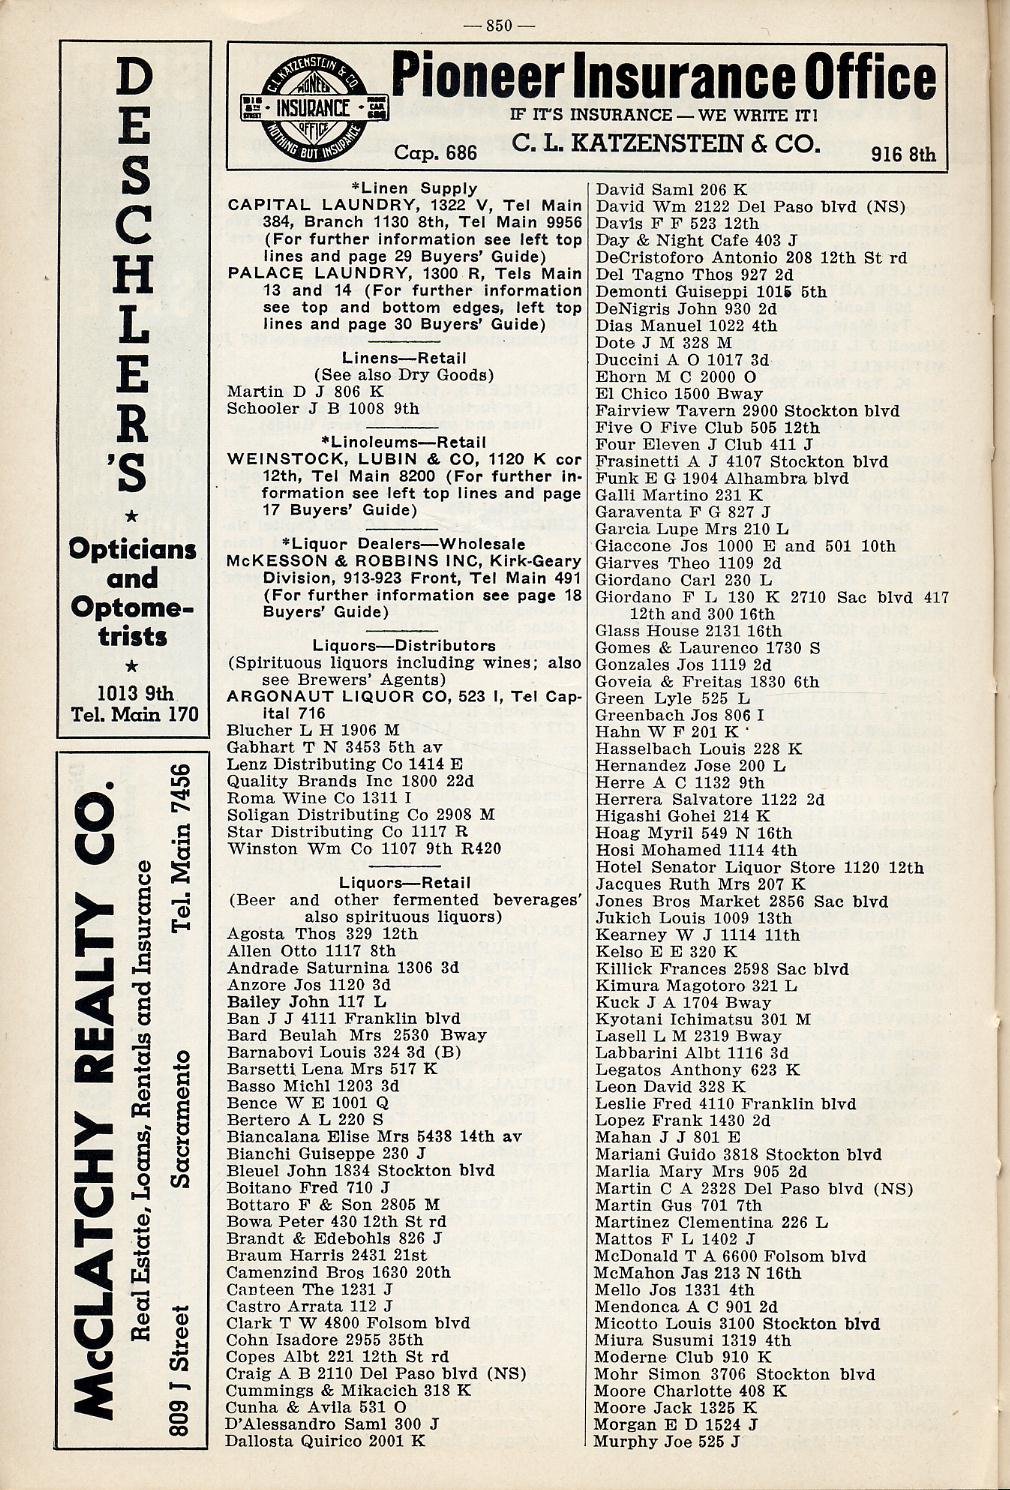 — 850 —
DESCHLER'S
★
Opticians
and
Optome-
trists
★
1013 9th
Tel. Main 170
McCLATCHY REALTY CO.
Real Estate, Loans, Rentals and Insurance
809 J Street Sacramento Tel. Main 7456
C. L. KATZENSTEIN & CO.
PIONEER
916 8TH STREET · INSURANCE · PHONE CAP. 686
OFFICE
NOTHING BUT INSURANCE
Pioneer Insurance Office
IF IT'S INSURANCE — WE WRITE IT!
Cap. 686 C. L. KATZENSTEIN & CO. 916 8th
*Linen Supply
CAPITAL LAUNDRY, 1322 V, Tel Main
384, Branch 1130 8th, Tel Main 9956
(For further information see left top
lines and page 29 Buyers' Guide)
PALACE LAUNDRY, 1300 R, Tels Main
13 and 14 (For further information
see top and bottom edges, left top
lines and page 30 Buyers' Guide)
Linens—Retail
(See also Dry Goods)
Martin D J 806 K
Schooler J B 1008 9th
*Linoleums—Retail
WEINSTOCK, LUBIN & CO, 1120 K cor
12th, Tel Main 8200 (For further in-
formation see left top lines and page
17 Buyers' Guide)
*Liquor Dealers—Wholesale
McKESSON & ROBBINS INC, Kirk-Geary
Division, 913-923 Front, Tel Main 491
(For further information see page 18
Buyers' Guide)
Liquors—Distributors
(Spirituous liquors including wines; also
see Brewers' Agents)
ARGONAUT LIQUOR CO, 523 I, Tel Cap-
ital 716
Blucher L H 1906 M
Gabhart T N 3453 5th av
Lenz Distributing Co 1414 E
Quality Brands Inc 1800 22d
Roma Wine Co 1311 I
Soligan Distributing Co 2908 M
Star Distributing Co 1117 R
Winston Wm Co 1107 9th R420
Liquors—Retail
(Beer and other fermented beverages'
also spirituous liquors)
Agosta Thos 329 12th
Allen Otto 1117 8th
Andrade Saturnina 1306 3d
Anzore Jos 1120 3d
Bailey John 117 L
Ban J J 4111 Franklin blvd
Bard Beulah Mrs 2530 Bway
Barnabovi Louis 324 3d (B)
Barsetti Lena Mrs 517 K
Basso Michl 1203 3d
Bence W E 1001 Q
Bertero A L 220 S
Biancalana Elise Mrs 5438 14th av
Bianchi Guiseppe 230 J
Bleuel John 1834 Stockton blvd
Boitano Fred 710 J
Bottaro F & Son 2805 M
Bowa Peter 430 12th St rd
Brandt & Edebohls 826 J
Braum Harris 2431 21st
Camenzind Bros 1630 20th
Canteen The 1231 J
Castro Arrata 112 J
Clark T W 4800 Folsom blvd
Cohn Isadore 2955 35th
Copes Albt 221 12th St rd
Craig A B 2110 Del Paso blvd (NS)
Cummings & Mikacich 318 K
Cunha & Avila 531 O
D'Alessandro Saml 300 J
Dallosta Quirico 2001 K
David Saml 206 K
David Wm 2122 Del Paso blvd (NS)
Davis F F 523 12th
Day & Night Cafe 403 J
DeCristoforo Antonio 208 12th St rd
Del Tagno Thos 927 2d
Demonti Guiseppi 1015 5th
DeNigris John 930 2d
Dias Manuel 1022 4th
Dote J M 328 M
Duccini A O 1017 3d
Ehorn M C 2000 O
El Chico 1500 Bway
Fairview Tavern 2900 Stockton blvd
Five O Five Club 505 12th
Four Eleven J Club 411 J
Frasinetti A J 4107 Stockton blvd
Funk E G 1904 Alhambra blvd
Galli Martino 231 K
Garaventa F G 827 J
Garcia Lupe Mrs 210 L
Giaccone Jos 1000 E and 501 10th
Giarves Theo 1109 2d
Giordano Carl 230 L
Giordano F L 130 K 2710 Sac blvd 417
12th and 300 16th
Glass House 2131 16th
Gomes & Laurenco 1730 S
Gonzales Jos 1119 2d
Goveia & Freitas 1830 6th
Green Lyle 525 L
Greenbach Jos 806 I
Hahn W F 201 K
Hasselbach Louis 228 K
Hernandez Jose 200 L
Herre A C 1132 9th
Herrera Salvatore 1122 2d
Higashi Gohei 214 K
Hoag Myril 549 N 16th
Hosi Mohamed 1114 4th
Hotel Senator Liquor Store 1120 12th
Jacques Ruth Mrs 207 K
Jones Bros Market 2856 Sac blvd
Jukich Louis 1009 13th
Kearney W J 1114 11th
Kelso E E 320 K
Killick Frances 2598 Sac blvd
Kimura Magotoro 321 L
Kuck J A 1704 Bway
Kyotani Ichimatsu 301 M
Lasell L M 2319 Bway
Labbarini Albt 1116 3d
Legatos Anthony 623 K
Leon David 328 K
Leslie Fred 4110 Franklin blvd
Lopez Frank 1430 2d
Mahan J J 801 E
Mariani Guido 3818 Stockton blvd
Marlia Mary Mrs 905 2d
Martin C A 2328 Del Paso blvd (NS)
Martin Gus 701 7th
Martinez Clementina 226 L
Mattos F L 1402 J
McDonald T A 6600 Folsom blvd
McMahon Jas 213 N 16th
Mello Jos 1331 4th
Mendonca A C 901 2d
Micotto Louis 3100 Stockton blvd
Miura Susumi 1319 4th
Moderne Club 910 K
Mohr Simon 3706 Stockton blvd
Moore Charlotte 408 K
Moore Jack 1325 K
Morgan E D 1524 J
Murphy Joe 525 J